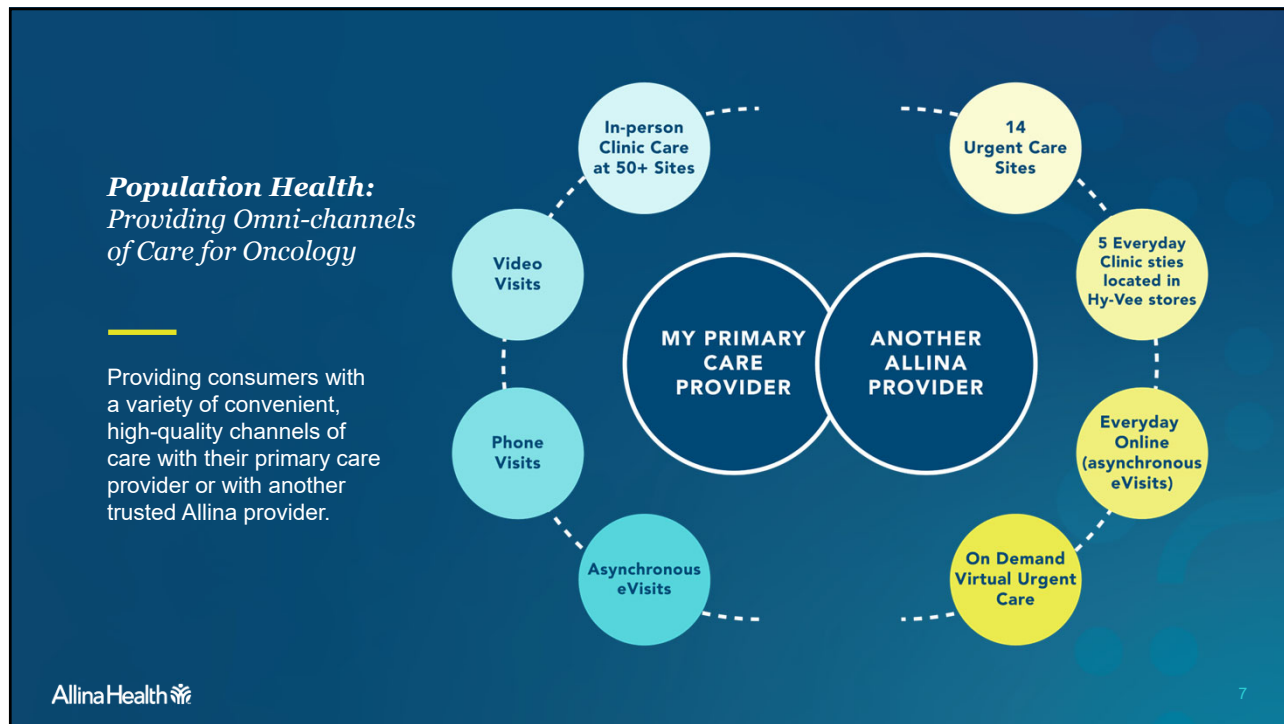 Population Health:
Providing Omni-channels
of Care for Oncology
Providing consumers with
a variety of convenient,
high-quality channels of
care with their primary care
provider or with another
trusted Allina provider.
In-person
Clinic Care
at 50+ Sites
Video
Visits
Phone
Visits
Asynchronous
eVisits
MY PRIMARY
CARE
PROVIDER
ANOTHER
ALLINA
PROVIDER
14
Urgent Care
Sites
5 Everyday
Clinic sties
located in
Hy-Vee stores
Everyday
Online
(asynchronous
eVisits)
On Demand
Virtual Urgent
Care
Allina Health
7